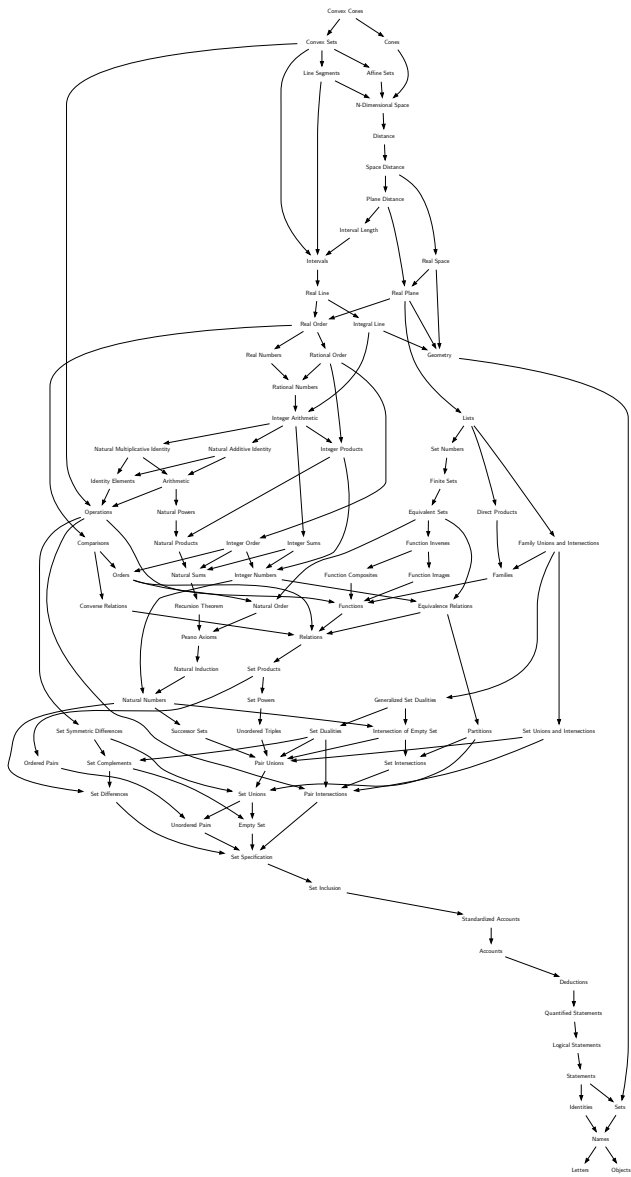 Convex Cones
Convex Sets
Cones
Line Segments
Affine Sets
N-Dimensional Space
Distance
Space Distance
Plane Distance
Interval Length
Intervals
Real Space
Real Line
Real Plane
Real Order
Integral Line
Real Numbers
Rational Order
Geometry
Rational Numbers
Integer Arithmetic
Lists
Natural Multiplicative Identity
Natural Additive Identity
Integer Products
Set Numbers
Identity Elements
Arithmetic
Finite Sets
Operations
Natural Powers
Equivalent Sets
Direct Products
Comparisons
Natural Products
Integer Order
Integer Sums
Function Inverses
Family Unions and Intersections
Orders
Natural Sums
Integer Numbers
Function Composites
Function Images
Families
Converse Relations
Recursion Theorem
Natural Order
Functions
Equivalence Relations
Peano Axioms
Relations
Natural Induction
Set Products
Natural Numbers
Set Powers
Generalized Set Dualities
Set Symmetric Differences
Successor Sets
Unordered Triples
Set Dualities
Intersection of Empty Set
Partitions
Set Unions and Intersections
Ordered Pairs
Set Complements
Pair Unions
Set Intersections
Set Differences
Set Unions
Pair Intersections
Unordered Pairs
Empty Set
Set Specification
Set Inclusion
Standardized Accounts
Accounts
Deductions
Quantified Statements
Logical Statements
Statements
Identities
Sets
Names
Letters
Objects